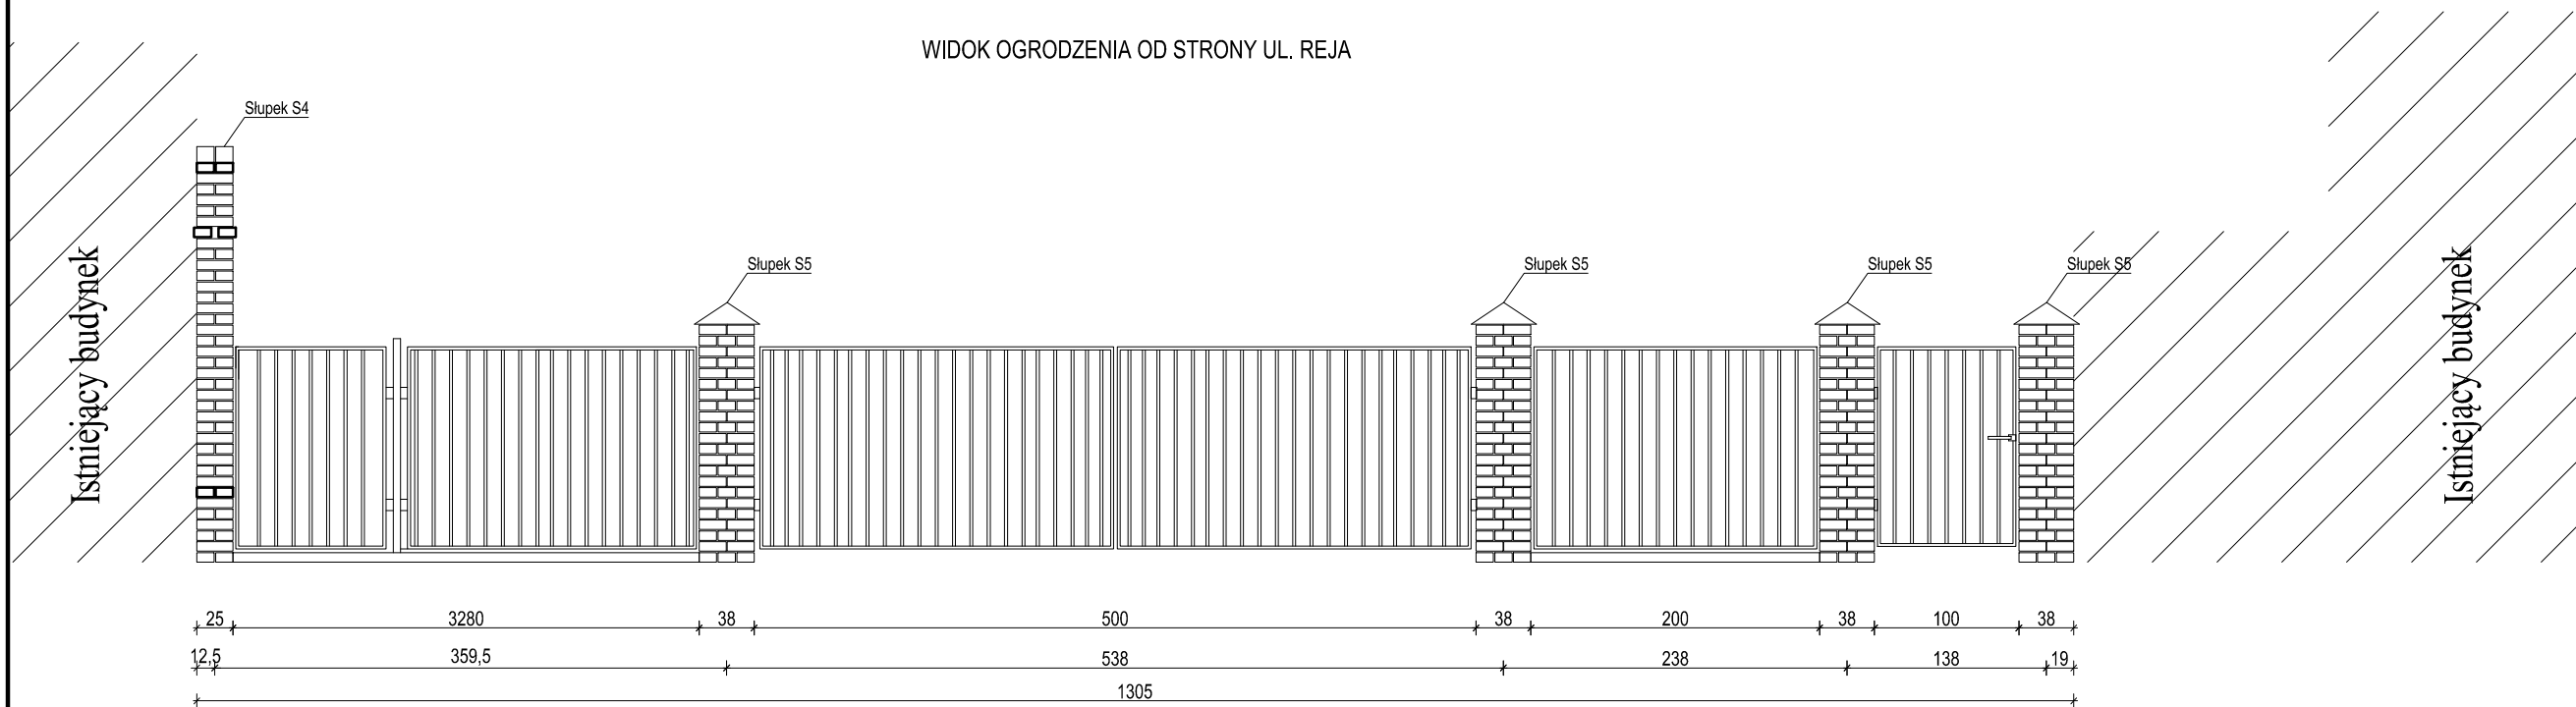 WIDOK OGRODZENIA OD STRONY UL. REJA
Słupek S4
Słupek S5
Słupek S5
Słupek S5
Słupek S5
Istniejący budynek
Istniejący budynek
25 3280 38 500 38 200 38 100 38
12,5 359,5 538 238 138 19
1305